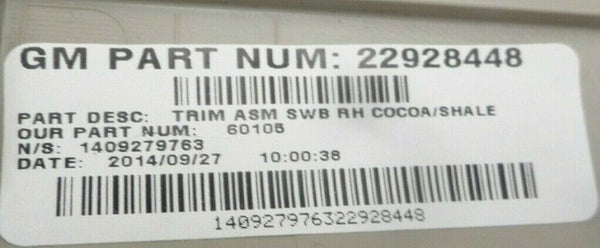 GM PART NUM: 22928448
PART DESC: TRIM ASM SWB RH COCOA/SHALE
OUR PART NUM: 60105
N/S: 1409279763
DATE: 2014/09/27 10:00:38
140927976322928448